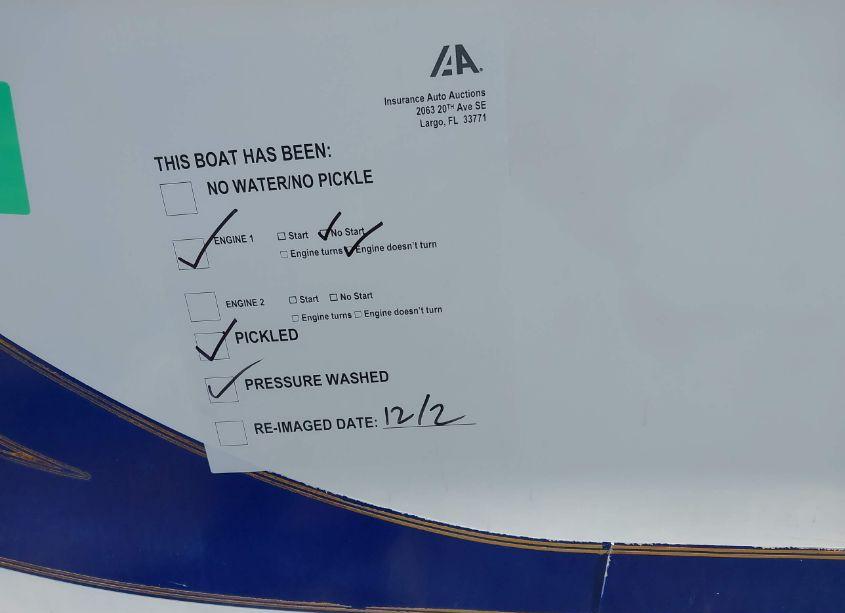 IAA.
Insurance Auto Auctions
2063 20TH Ave SE
Largo, FL 33771
THIS BOAT HAS BEEN:
☐ NO WATER/NO PICKLE
☑ ENGINE 1 ☐ Start ☑ No Start
☐ Engine turns ☑ Engine doesn't turn
☐ ENGINE 2 ☐ Start ☐ No Start
☐ Engine turns ☐ Engine doesn't turn
☑ PICKLED
☑ PRESSURE WASHED
☐ RE-IMAGED DATE: 12/2